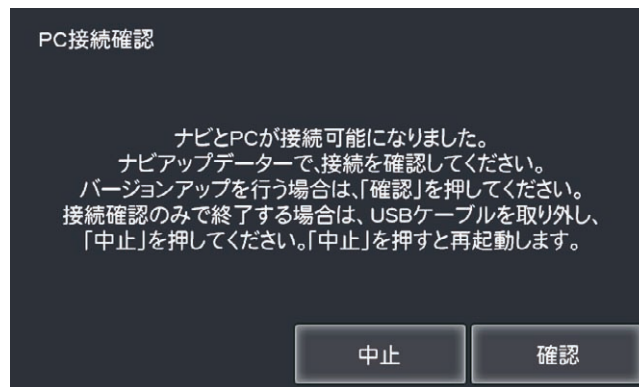 PC接続確認
ナビとPCが接続可能になりました。
ナビアップデーターで、接続を確認してください。
バージョンアップを行う場合は、「確認」を押してください。
接続確認のみで終了する場合は、USBケーブルを取り外し、
「中止」を押してください。「中止」を押すと再起動します。
中止
確認